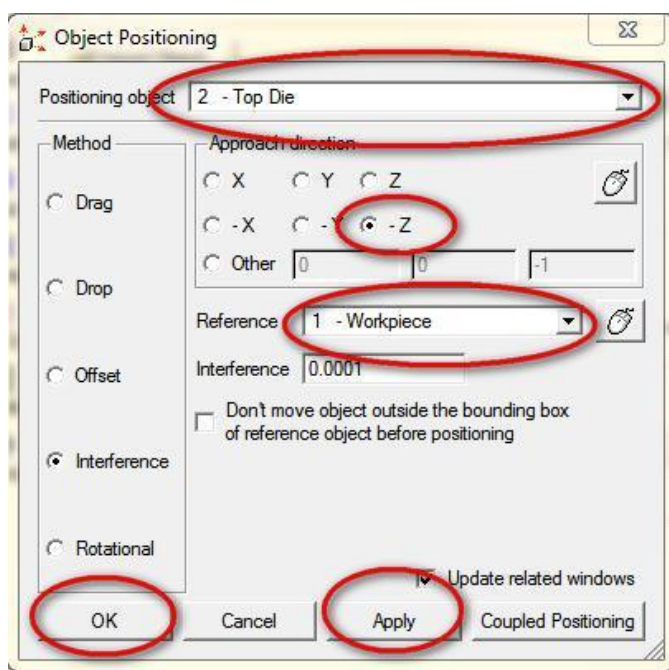 Object Positioning
Positioning object 2 - Top Die
Method
Drag
Drop
Offset
Interference
Rotational
Approach direction
X Y Z
-X -Y -Z
Other 0 0 -1
Reference 1 - Workpiece
Interference 0.0001
Don't move object outside the bounding box
of reference object before positioning
Update related windows
OK Cancel Apply Coupled Positioning